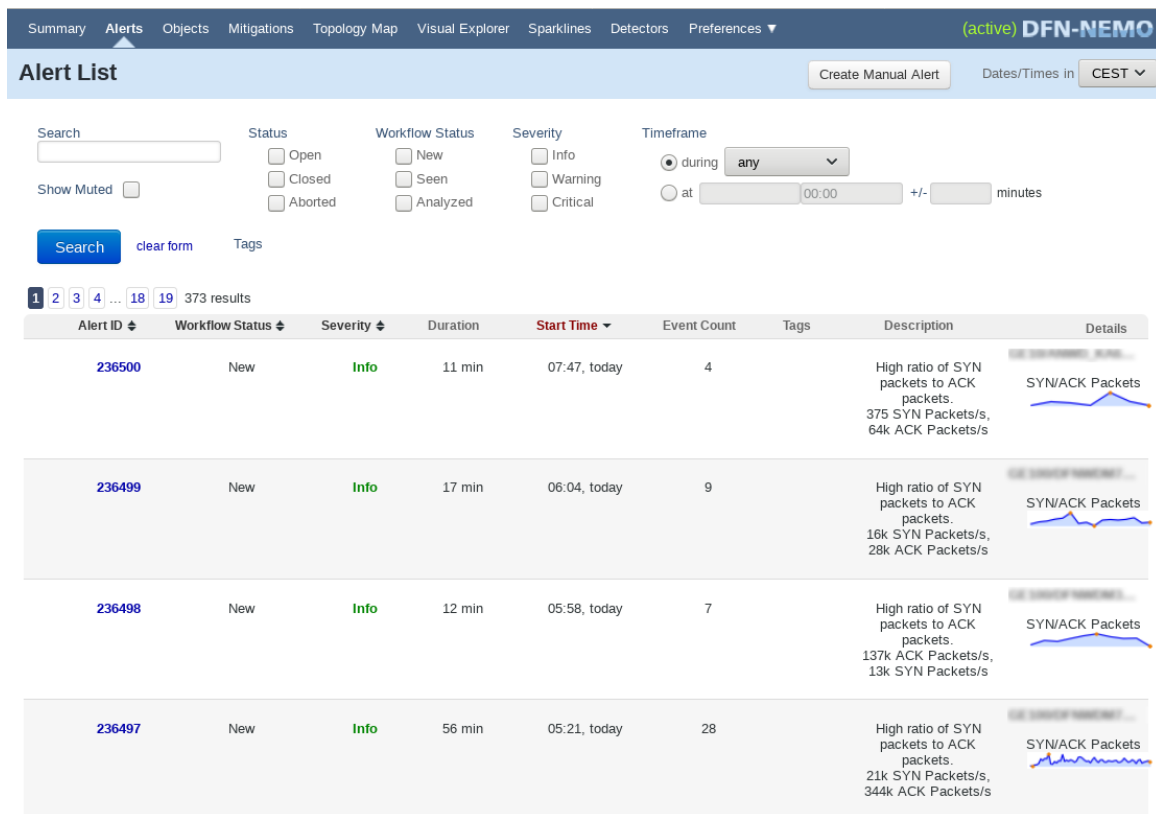 Summary Alerts Objects Mitigations Topology Map Visual Explorer Sparklines Detectors Preferences ▼ (active) DFN-NEMO
Alert List Create Manual Alert Dates/Times in CEST
Search Status Workflow Status Severity Timeframe
Open New Info during any
Show Muted Closed Seen Warning at 00:00 +/- minutes
Aborted Analyzed Critical
Search clear form Tags
1 2 3 4 ... 18 19 373 results
Alert ID Workflow Status Severity Duration Start Time Event Count Tags Description Details
236500 New Info 11 min 07:47, today 4 High ratio of SYN
packets to ACK SYN/ACK Packets
packets.
375 SYN Packets/s,
64k ACK Packets/s
236499 New Info 17 min 06:04, today 9 High ratio of SYN
packets to ACK SYN/ACK Packets
packets.
16k SYN Packets/s,
28k ACK Packets/s
236498 New Info 12 min 05:58, today 7 High ratio of SYN
packets to ACK SYN/ACK Packets
packets.
137k ACK Packets/s,
13k SYN Packets/s
236497 New Info 56 min 05:21, today 28 High ratio of SYN
packets to ACK SYN/ACK Packets
packets.
21k SYN Packets/s,
344k ACK Packets/s